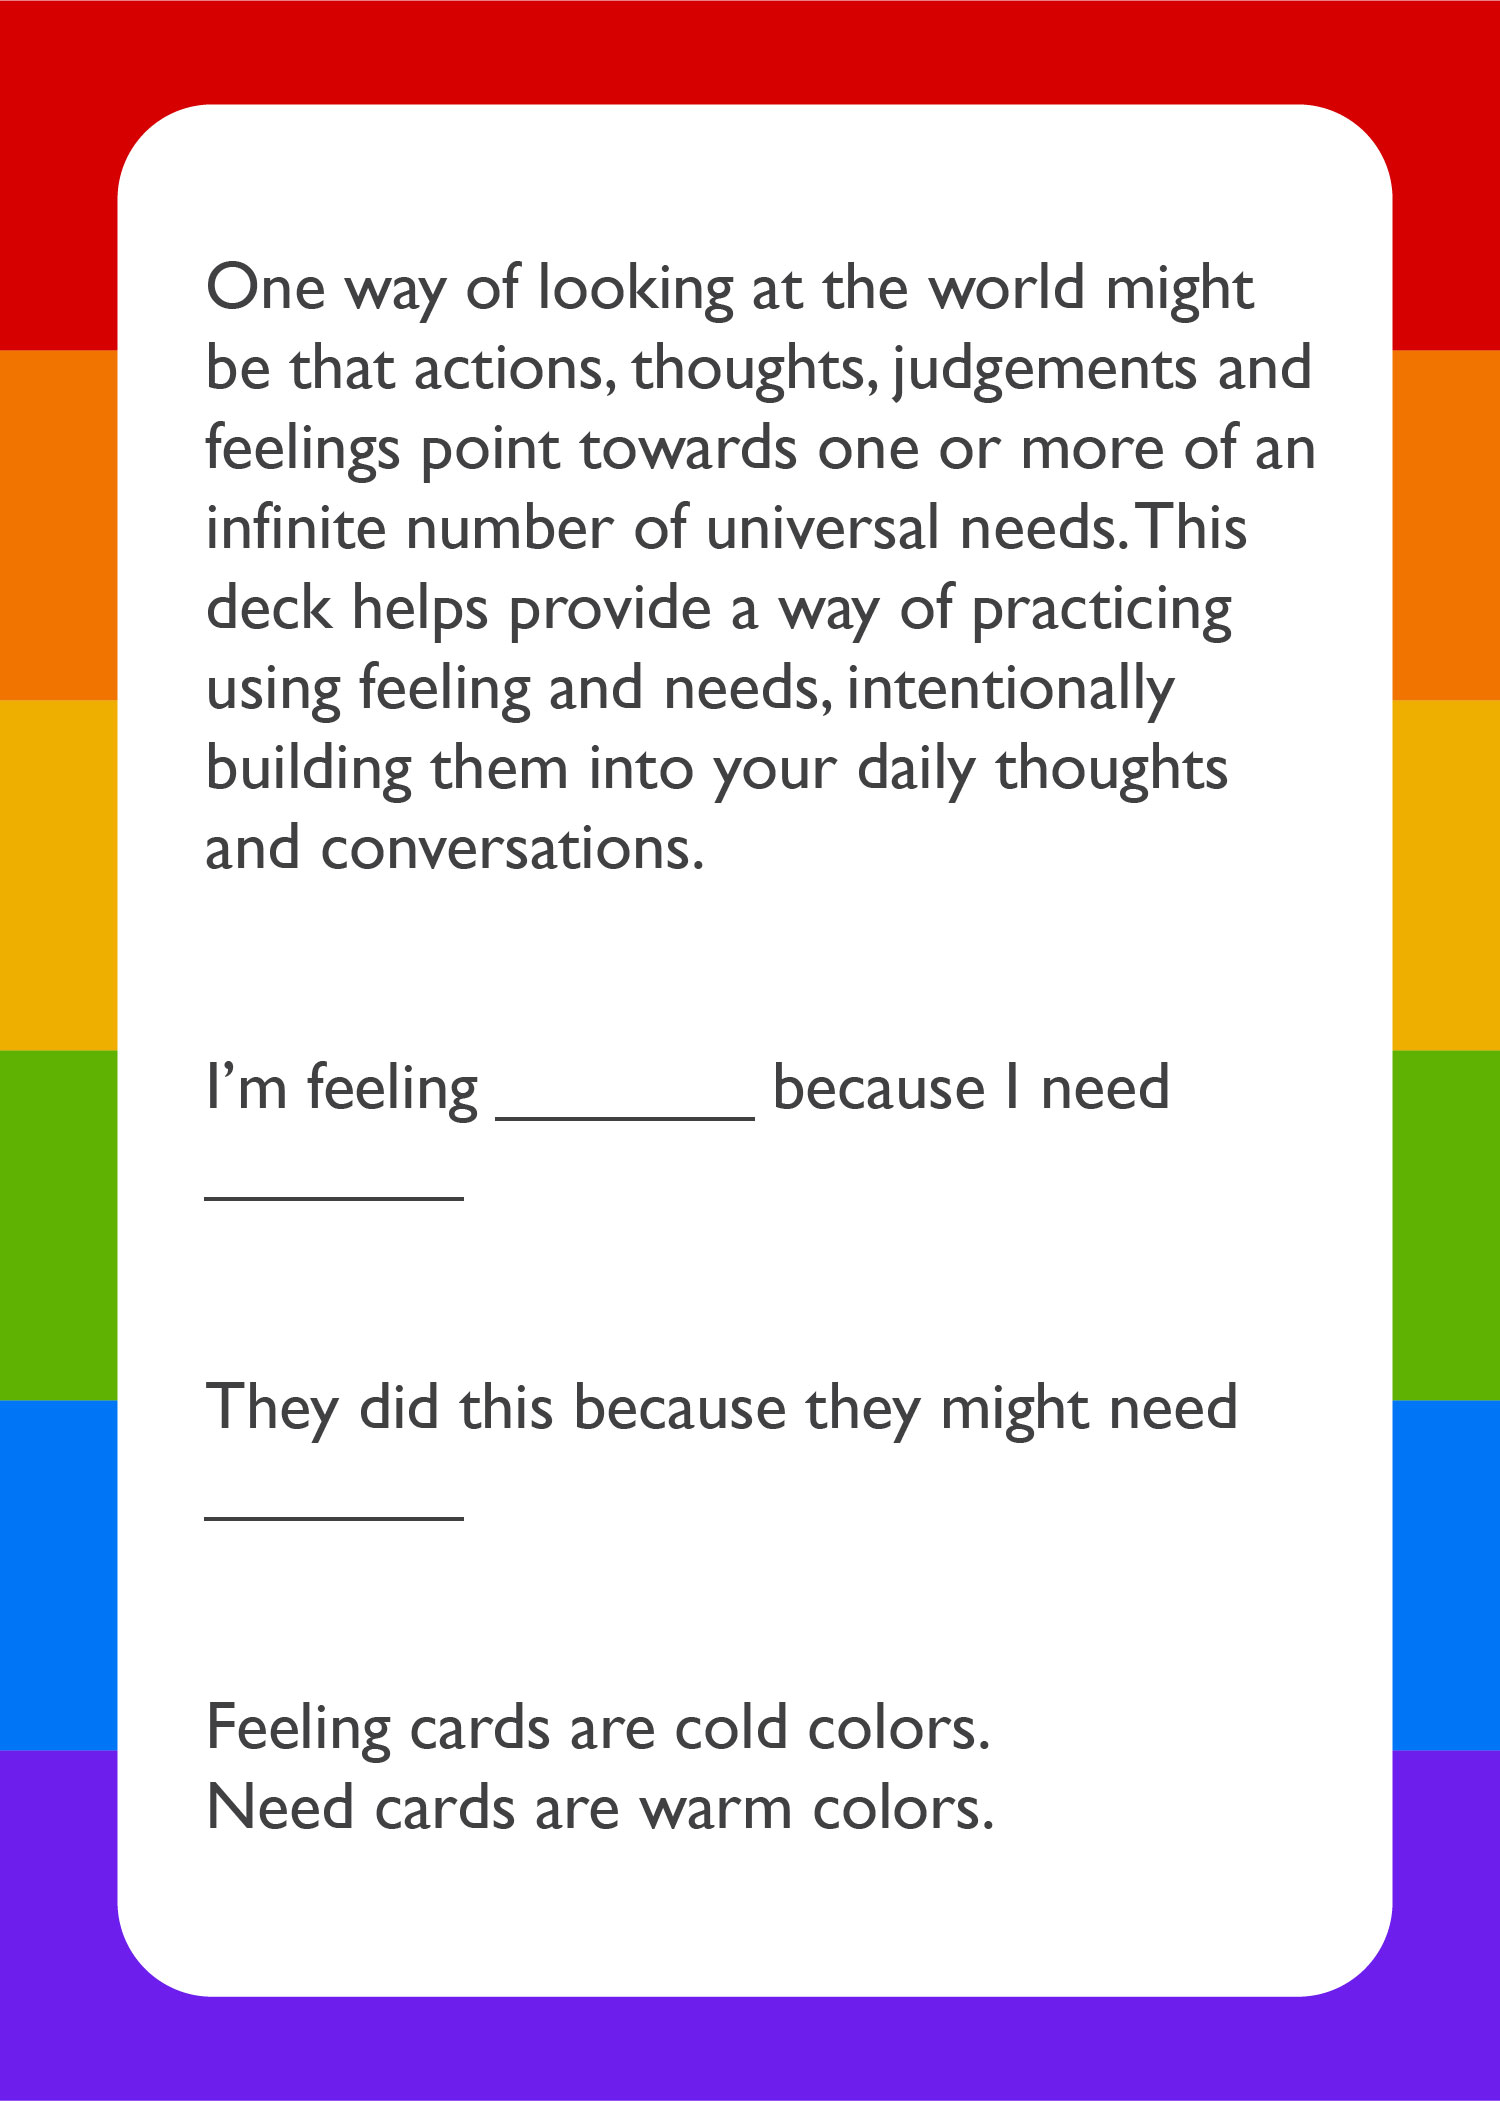 One way of looking at the world might
be that actions, thoughts, judgements and
feelings point towards one or more of an
infinite number of universal needs. This
deck helps provide a way of practicing
using feeling and needs, intentionally
building them into your daily thoughts
and conversations.
I’m feeling ________ because I need
________
They did this because they might need
________
Feeling cards are cold colors.
Need cards are warm colors.